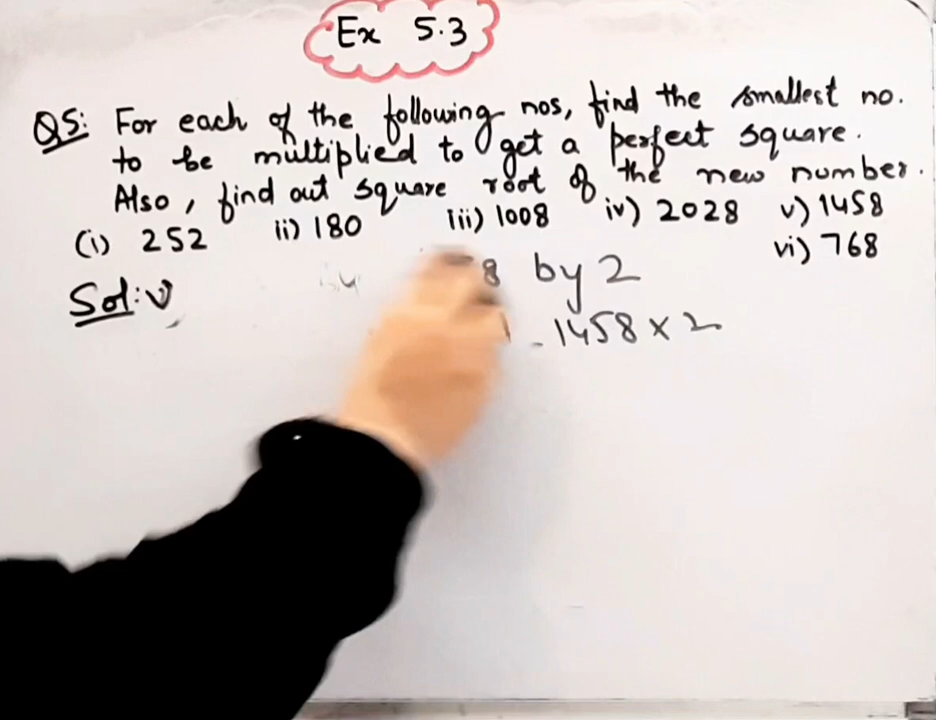 Ex 5.3
Q5: For each of the following nos, find the smallest no.
to be multiplied to get a perfect square.
Also, find out square root of the new number.
(i) 252 ii) 180 iii) 1008 iv) 2028 v) 1458
vi) 768
Sol: v)
8 by 2
1458 × 2